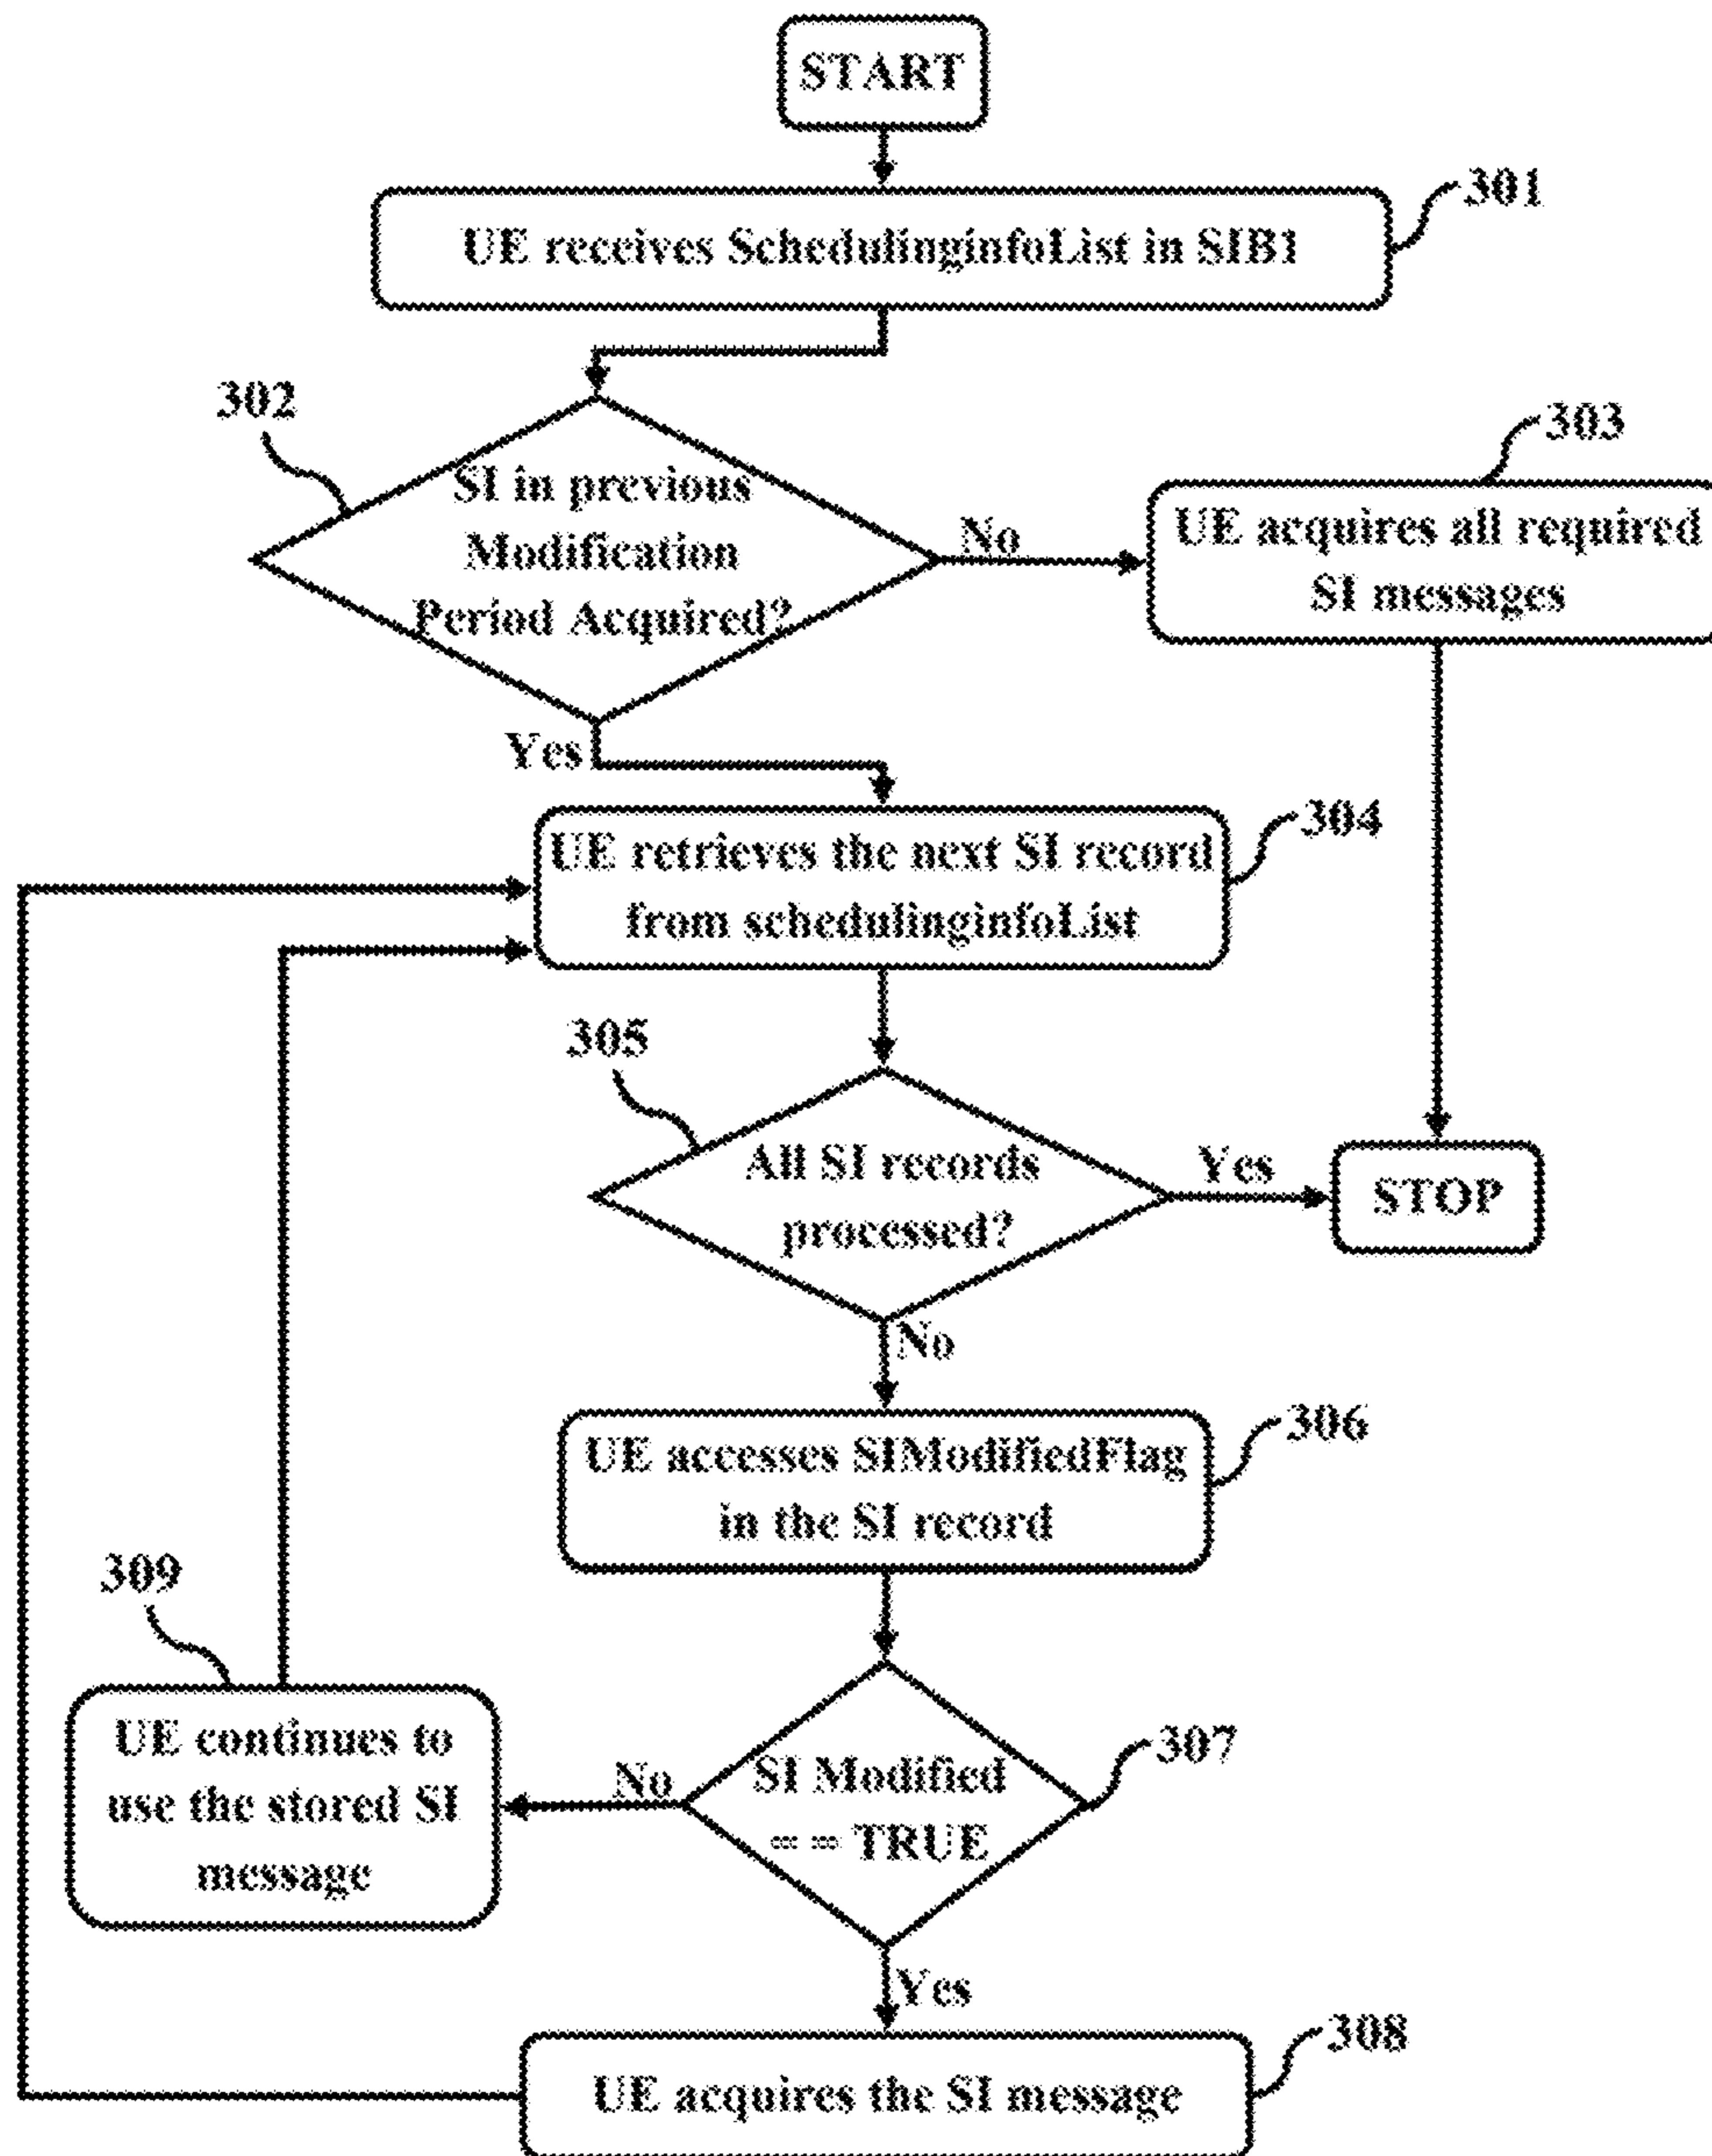 START
301
UE receives SchedulinginfoList in SIB1
302
303
SI in previous
Modification
Period Acquired?
No
UE acquires all required
SI messages
Yes
304
UE retrieves the next SI record
from schedulinginfoList
305
All SI records
processed?
Yes
STOP
No
306
UE accesses SIModifiedFlag
in the SI record
309
UE continues to
use the stored SI
message
No
307
SI Modified
= = TRUE
Yes
308
UE acquires the SI message